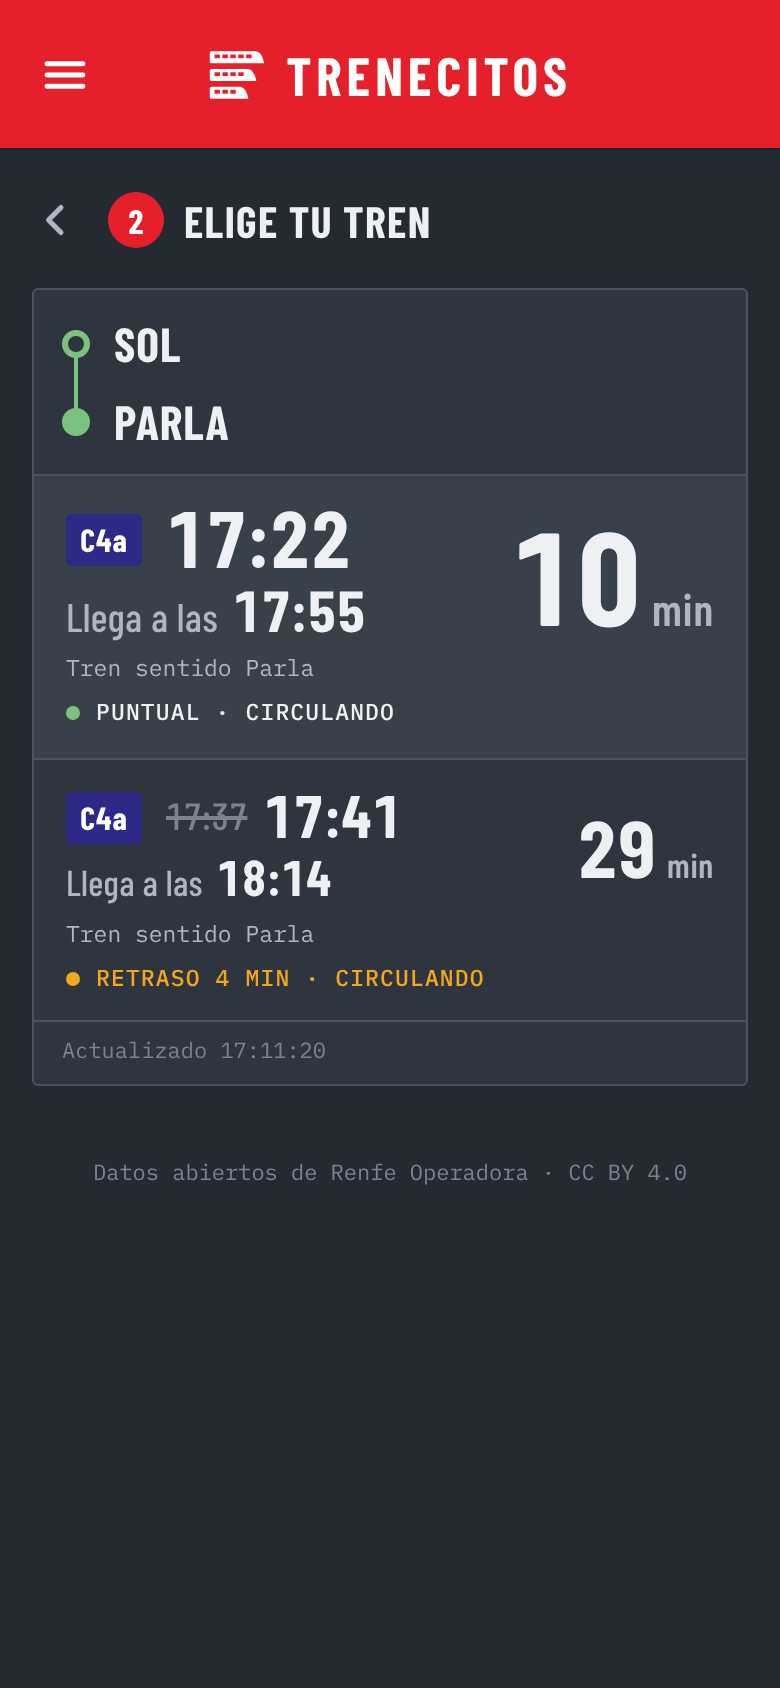 TRENECITOS
2 ELIGE TU TREN
SOL
PARLA
C4a 17:22
10 min
Llega a las 17:55
Tren sentido Parla
PUNTUAL · CIRCULANDO
C4a 17:37 17:41
29 min
Llega a las 18:14
Tren sentido Parla
RETRASO 4 MIN · CIRCULANDO
Actualizado 17:11:20
Datos abiertos de Renfe Operadora · CC BY 4.0